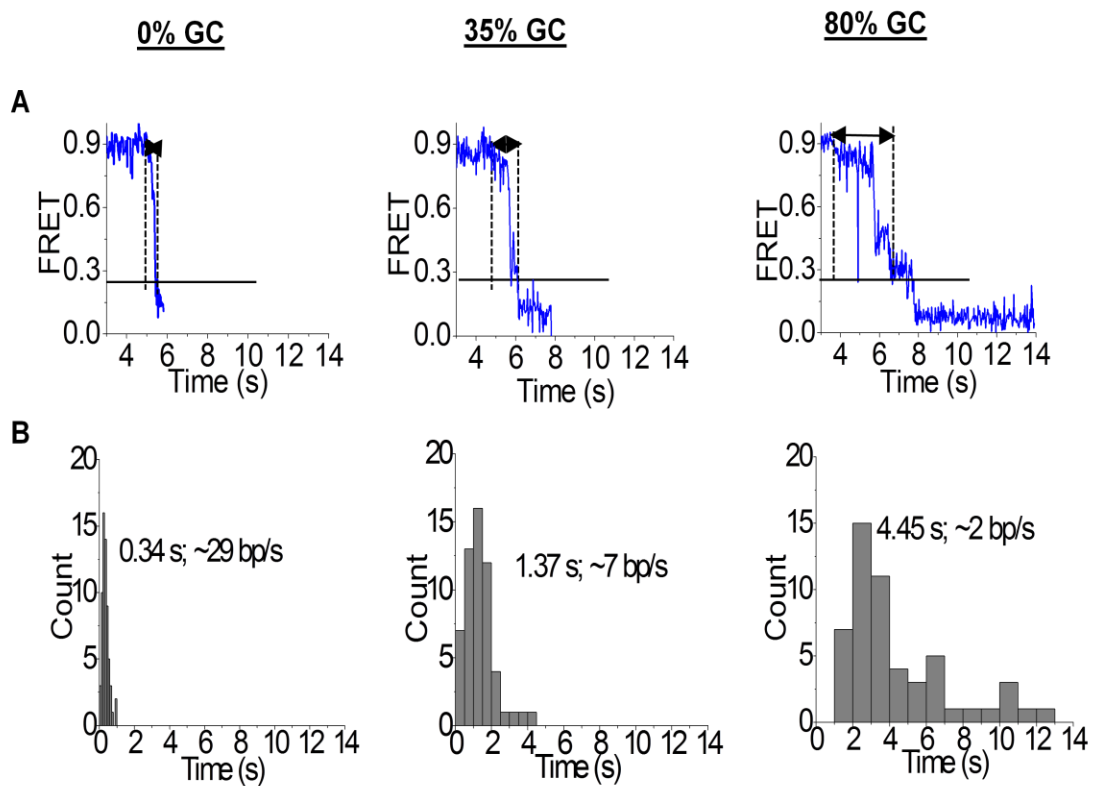 0% GC
35% GC
80% GC
A
FRET
0.9
0.6
0.3
0.0
4 6 8 10 12 14
Time (s)
FRET
0.9
0.6
0.3
0.0
4 6 8 10 12 14
Time (s)
FRET
0.9
0.6
0.3
0.0
4 6 8 10 12 14
Time (s)
B
Count
20
15
10
5
0
0.34 s; ~29 bp/s
0 2 4 6 8 10 12 14
Time (s)
Count
20
15
10
5
0
1.37 s; ~7 bp/s
0 2 4 6 8 10 12 14
Time (s)
Count
20
15
10
5
0
4.45 s; ~2 bp/s
0 2 4 6 8 10 12 14
Time (s)